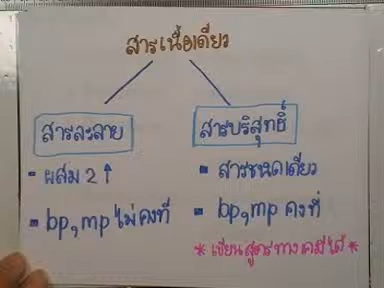 สารเนื้อเดียว
สารละลาย
- ผสม 2 ↑
- bp, mp ไม่คงที่
สารบริสุทธิ์
- สารชนิดเดียว
- bp, mp คงที่
* เขียนสูตรทางเคมีได้ *